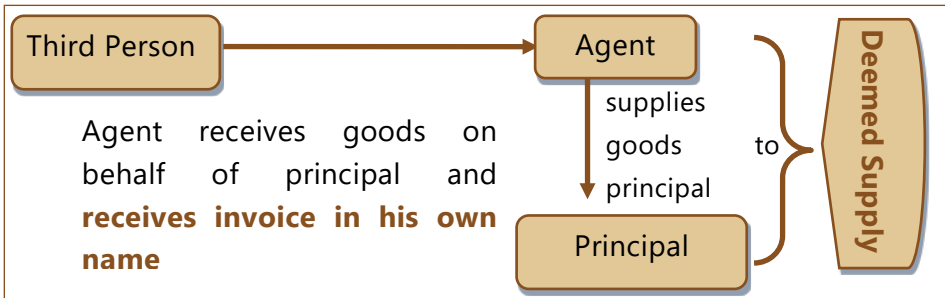 Third Person
Agent
supplies
goods to
principal
Agent receives goods on
behalf of principal and
receives invoice in his own
name
Principal
Deemed Supply